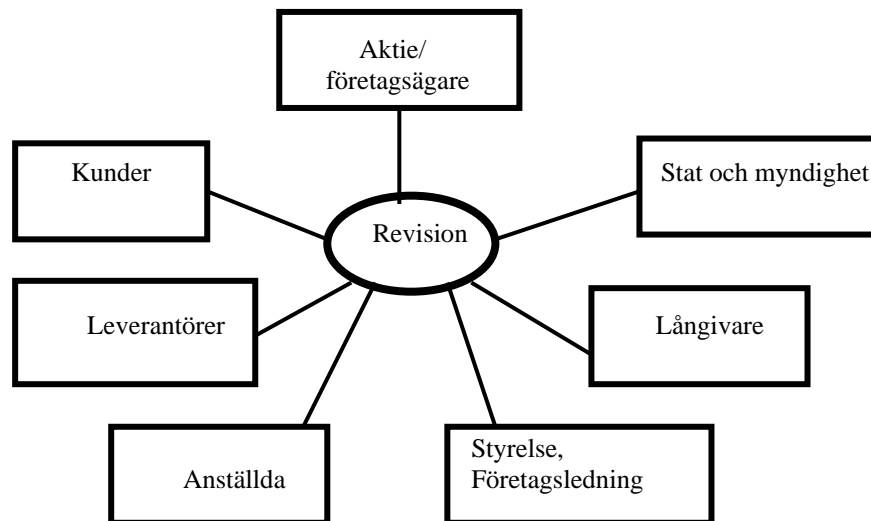 Aktie/
företagsägare
Kunder
Stat och myndighet
Revision
Leverantörer
Långivare
Anställda
Styrelse,
Företagsledning